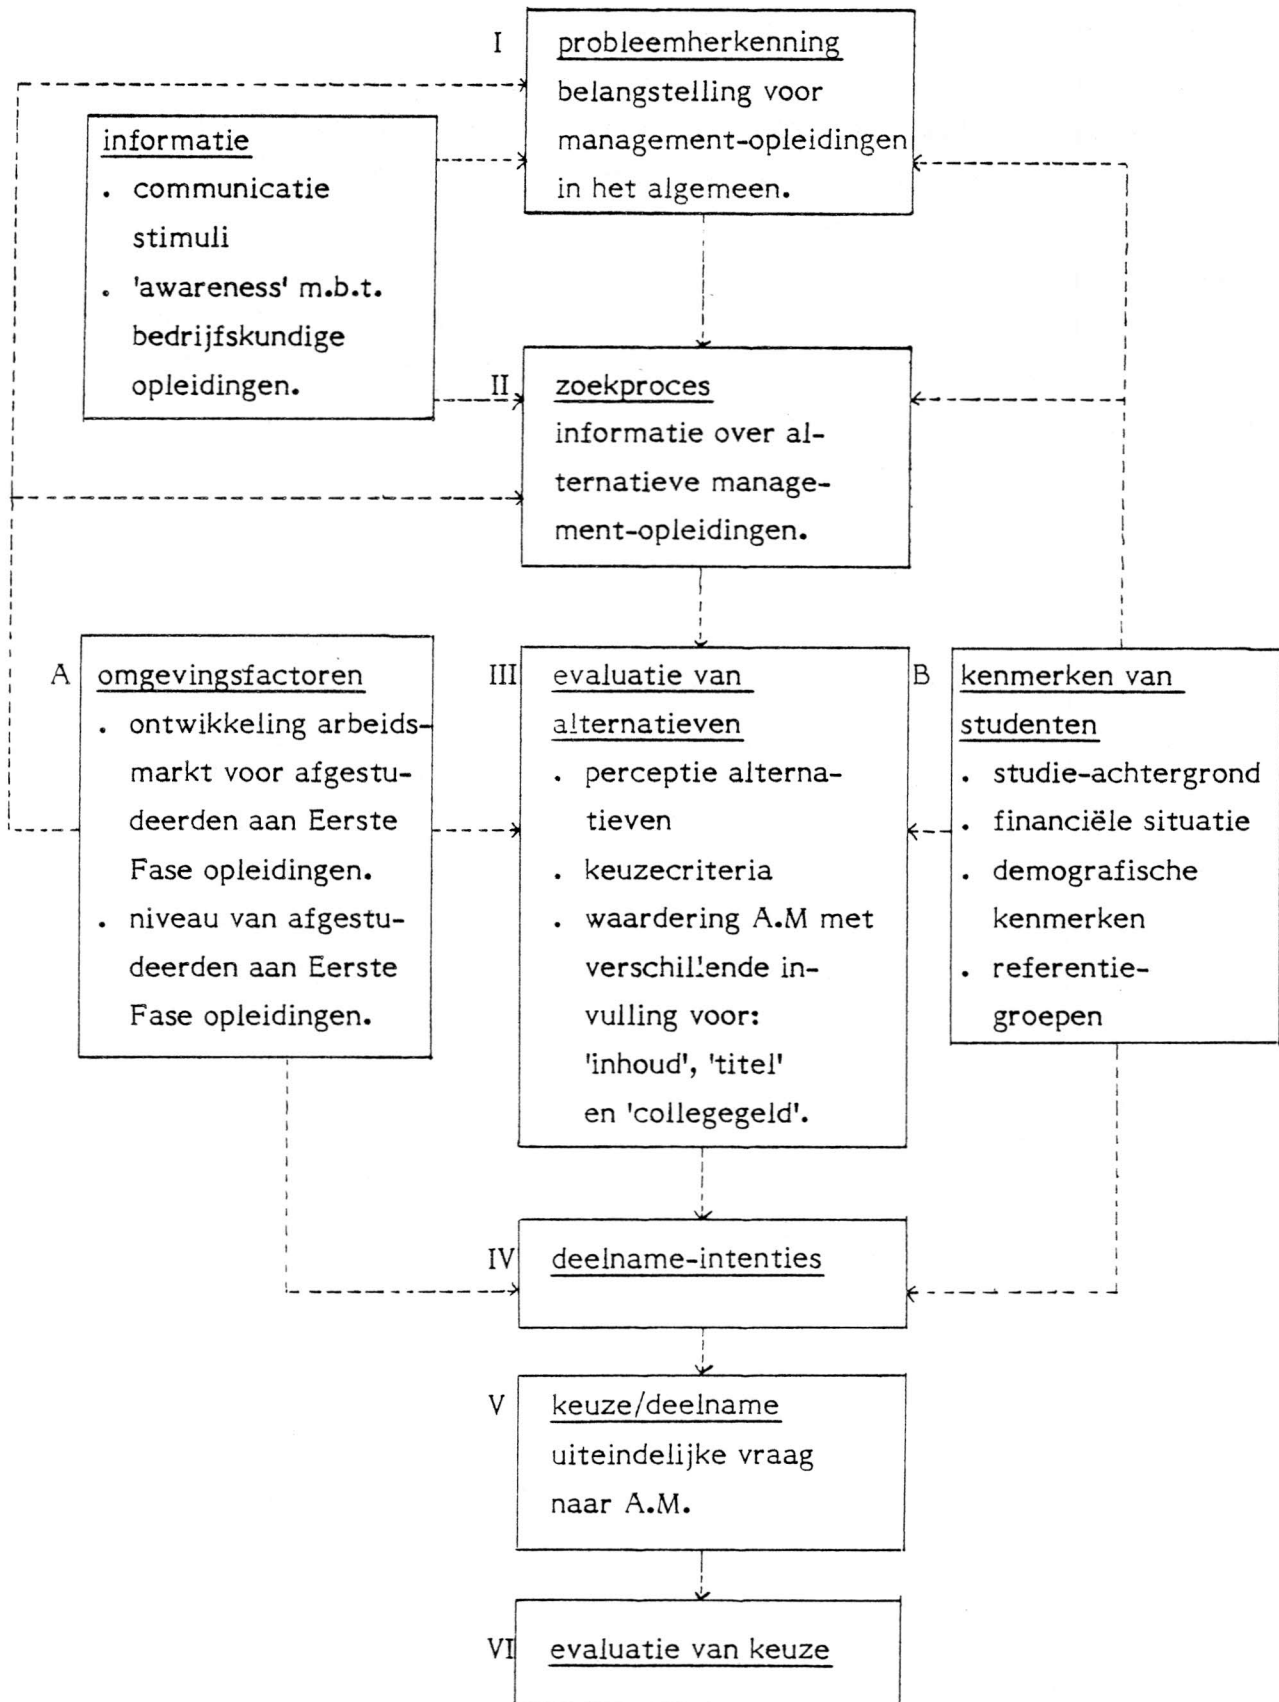 I
probleemherkenning
belangstelling voor
management-opleidingen
in het algemeen.
informatie
. communicatie
stimuli
. 'awareness' m.b.t.
bedrijfskundige
opleidingen.
II
zoekproces
informatie over al-
ternatieve manage-
ment-opleidingen.
A
omgevingsfactoren
. ontwikkeling arbeids-
markt voor afgestu-
deerden aan Eerste
Fase opleidingen.
. niveau van afgestu-
deerden aan Eerste
Fase opleidingen.
III
evaluatie van
alternatieven
. perceptie alterna-
tieven
. keuzecriteria
. waardering A.M met
verschillende in-
vulling voor:
'inhoud', 'titel'
en 'collegegeld'.
B
kenmerken van
studenten
. studie-achtergrond
. financiële situatie
. demografische
kenmerken
. referentie-
groepen
IV
deelname-intenties
V
keuze/deelname
uiteindelijke vraag
naar A.M.
VI
evaluatie van keuze